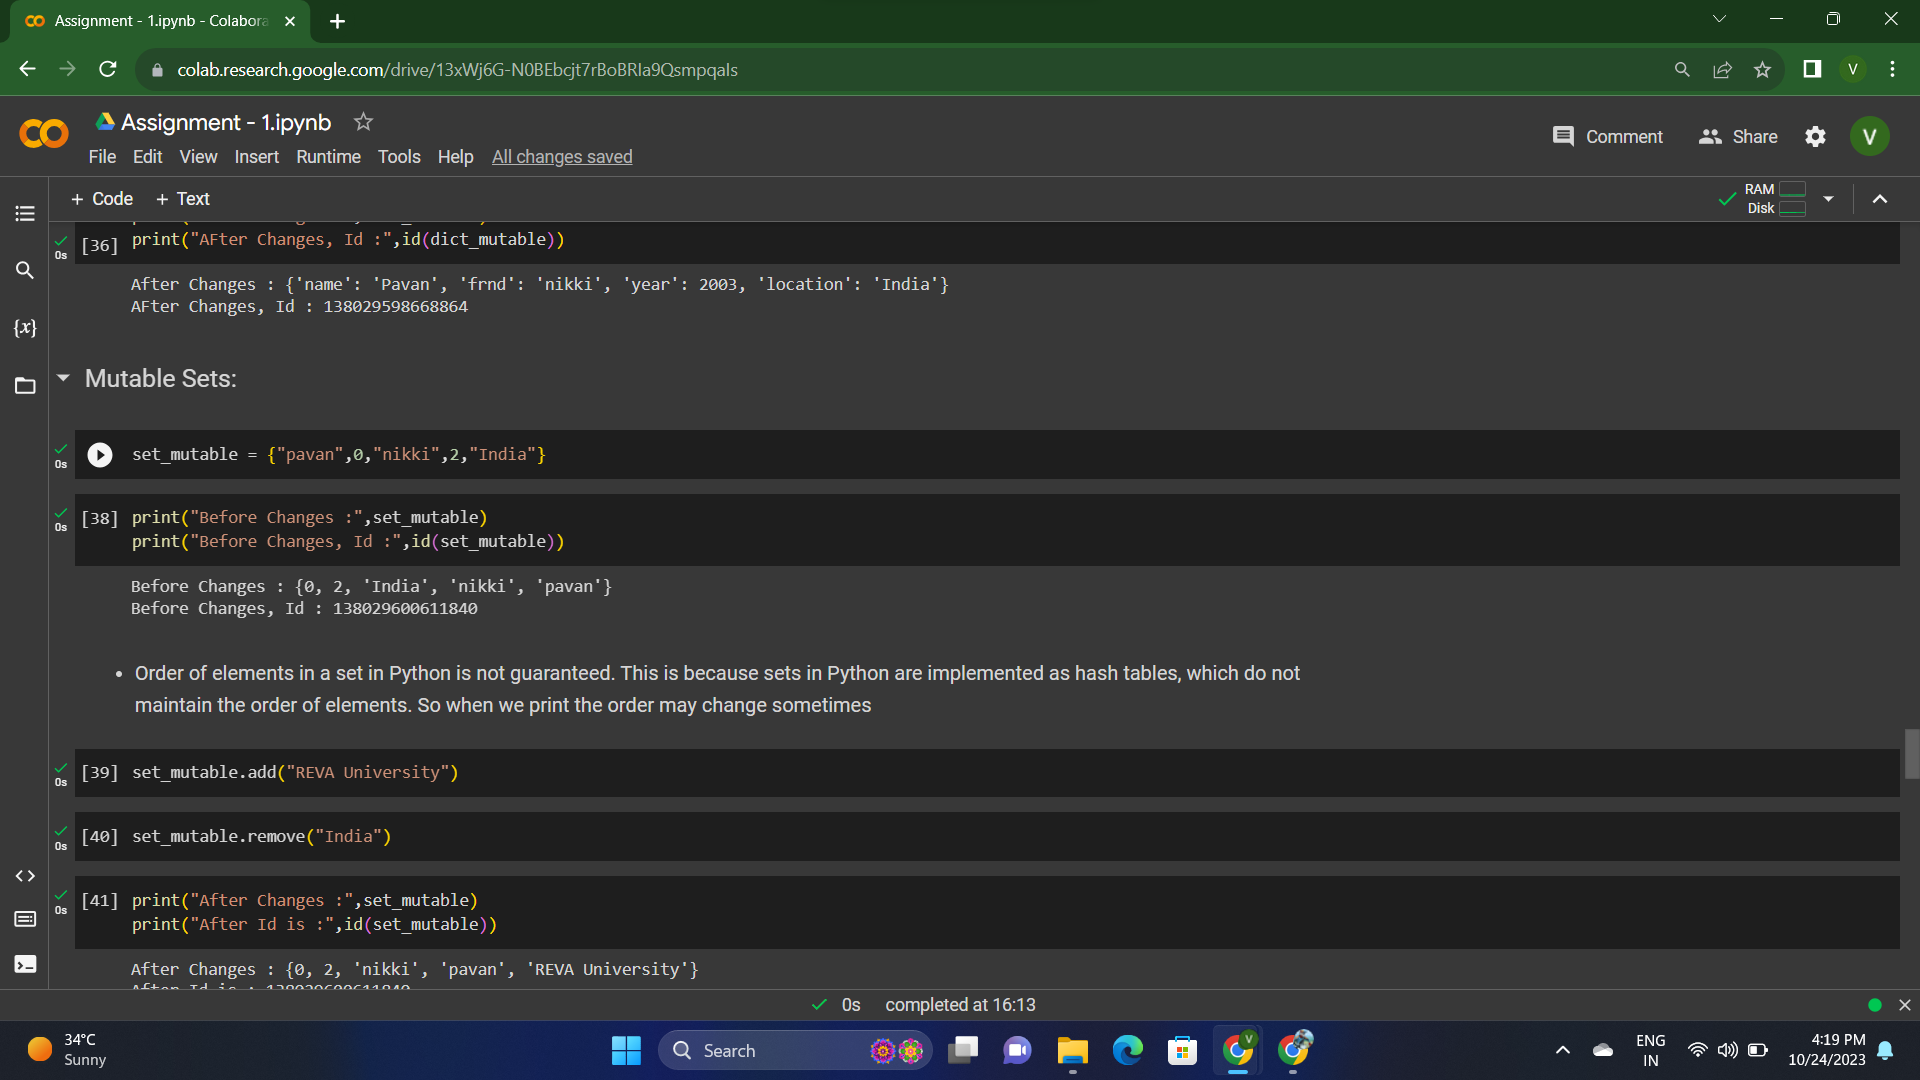 Assignment - 1.ipynb - Colabora
colab.research.google.com/drive/13xWj6G-N0BEbcjt7rBoBRIa9Qsmpqals
V
Assignment - 1.ipynb
Comment
Share
V
File Edit View Insert Runtime Tools Help All changes saved
+ Code + Text
RAM
Disk
0s
[36] print("AFter Changes, Id :",id(dict_mutable))
After Changes : {'name': 'Pavan', 'frnd': 'nikki', 'year': 2003, 'location': 'India'}
AFter Changes, Id : 138029598668864
{x}
Mutable Sets:
0s
set_mutable = {"pavan",0,"nikki",2,"India"}
0s
[38] print("Before Changes :",set_mutable)
print("Before Changes, Id :",id(set_mutable))
Before Changes : {0, 2, 'India', 'nikki', 'pavan'}
Before Changes, Id : 138029600611840
• Order of elements in a set in Python is not guaranteed. This is because sets in Python are implemented as hash tables, which do not
maintain the order of elements. So when we print the order may change sometimes
0s
[39] set_mutable.add("REVA University")
0s
[40] set_mutable.remove("India")
0s
[41] print("After Changes :",set_mutable)
print("After Id is :",id(set_mutable))
After Changes : {0, 2, 'nikki', 'pavan', 'REVA University'}
After Id is : 138029600611840
0s completed at 16:13
34°C
Sunny
Search
V
ENG
IN
4:19 PM
10/24/2023